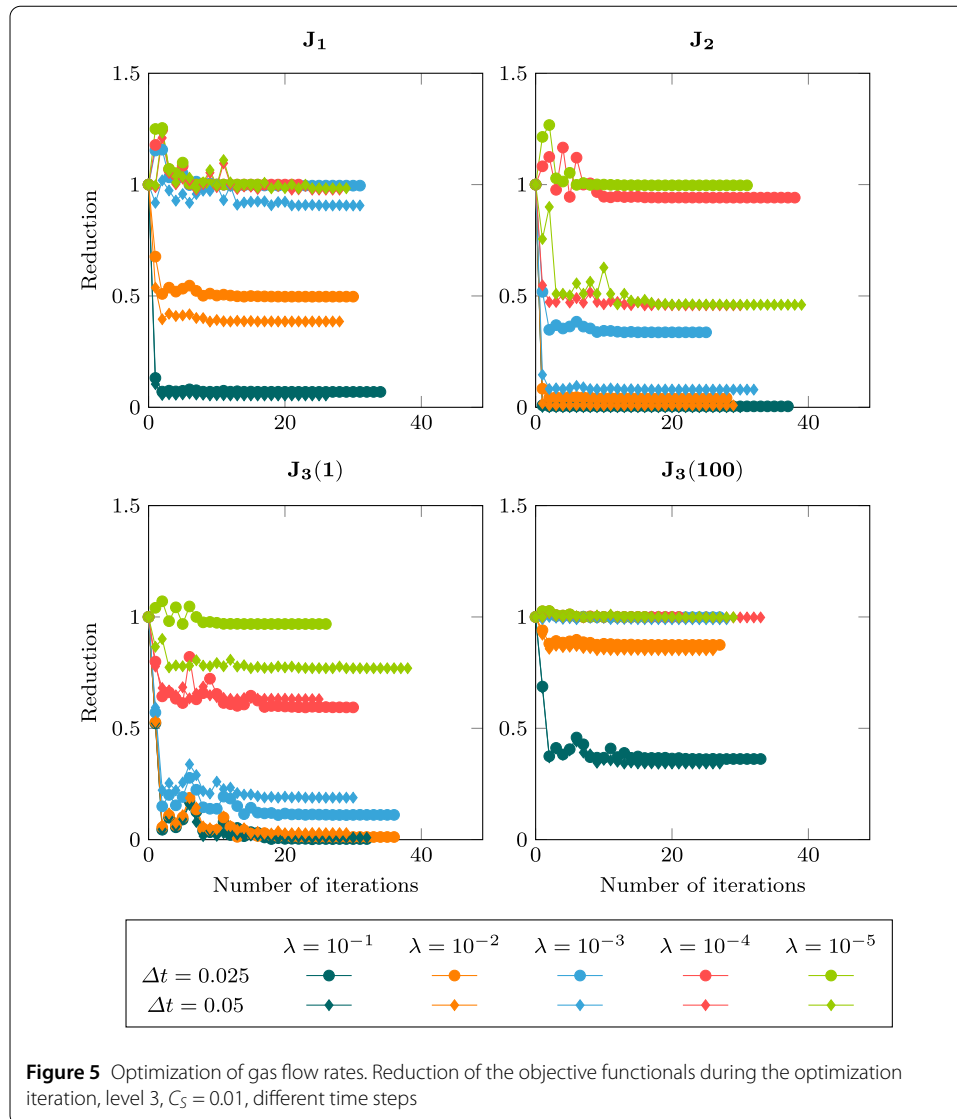 J₁ J₂
1.5 1.5
1 1
0.5 0.5
0 0
0 20 40 0 20 40
Reduction
J₃(1) J₃(100)
1.5 1.5
1 1
0.5 0.5
0 0
0 20 40 0 20 40
Reduction
Number of iterations Number of iterations
λ = 10⁻¹ λ = 10⁻² λ = 10⁻³ λ = 10⁻⁴ λ = 10⁻⁵
Δt = 0.025
Δt = 0.05
Figure 5 Optimization of gas flow rates. Reduction of the objective functionals during the optimization
iteration, level 3, C_S = 0.01, different time steps